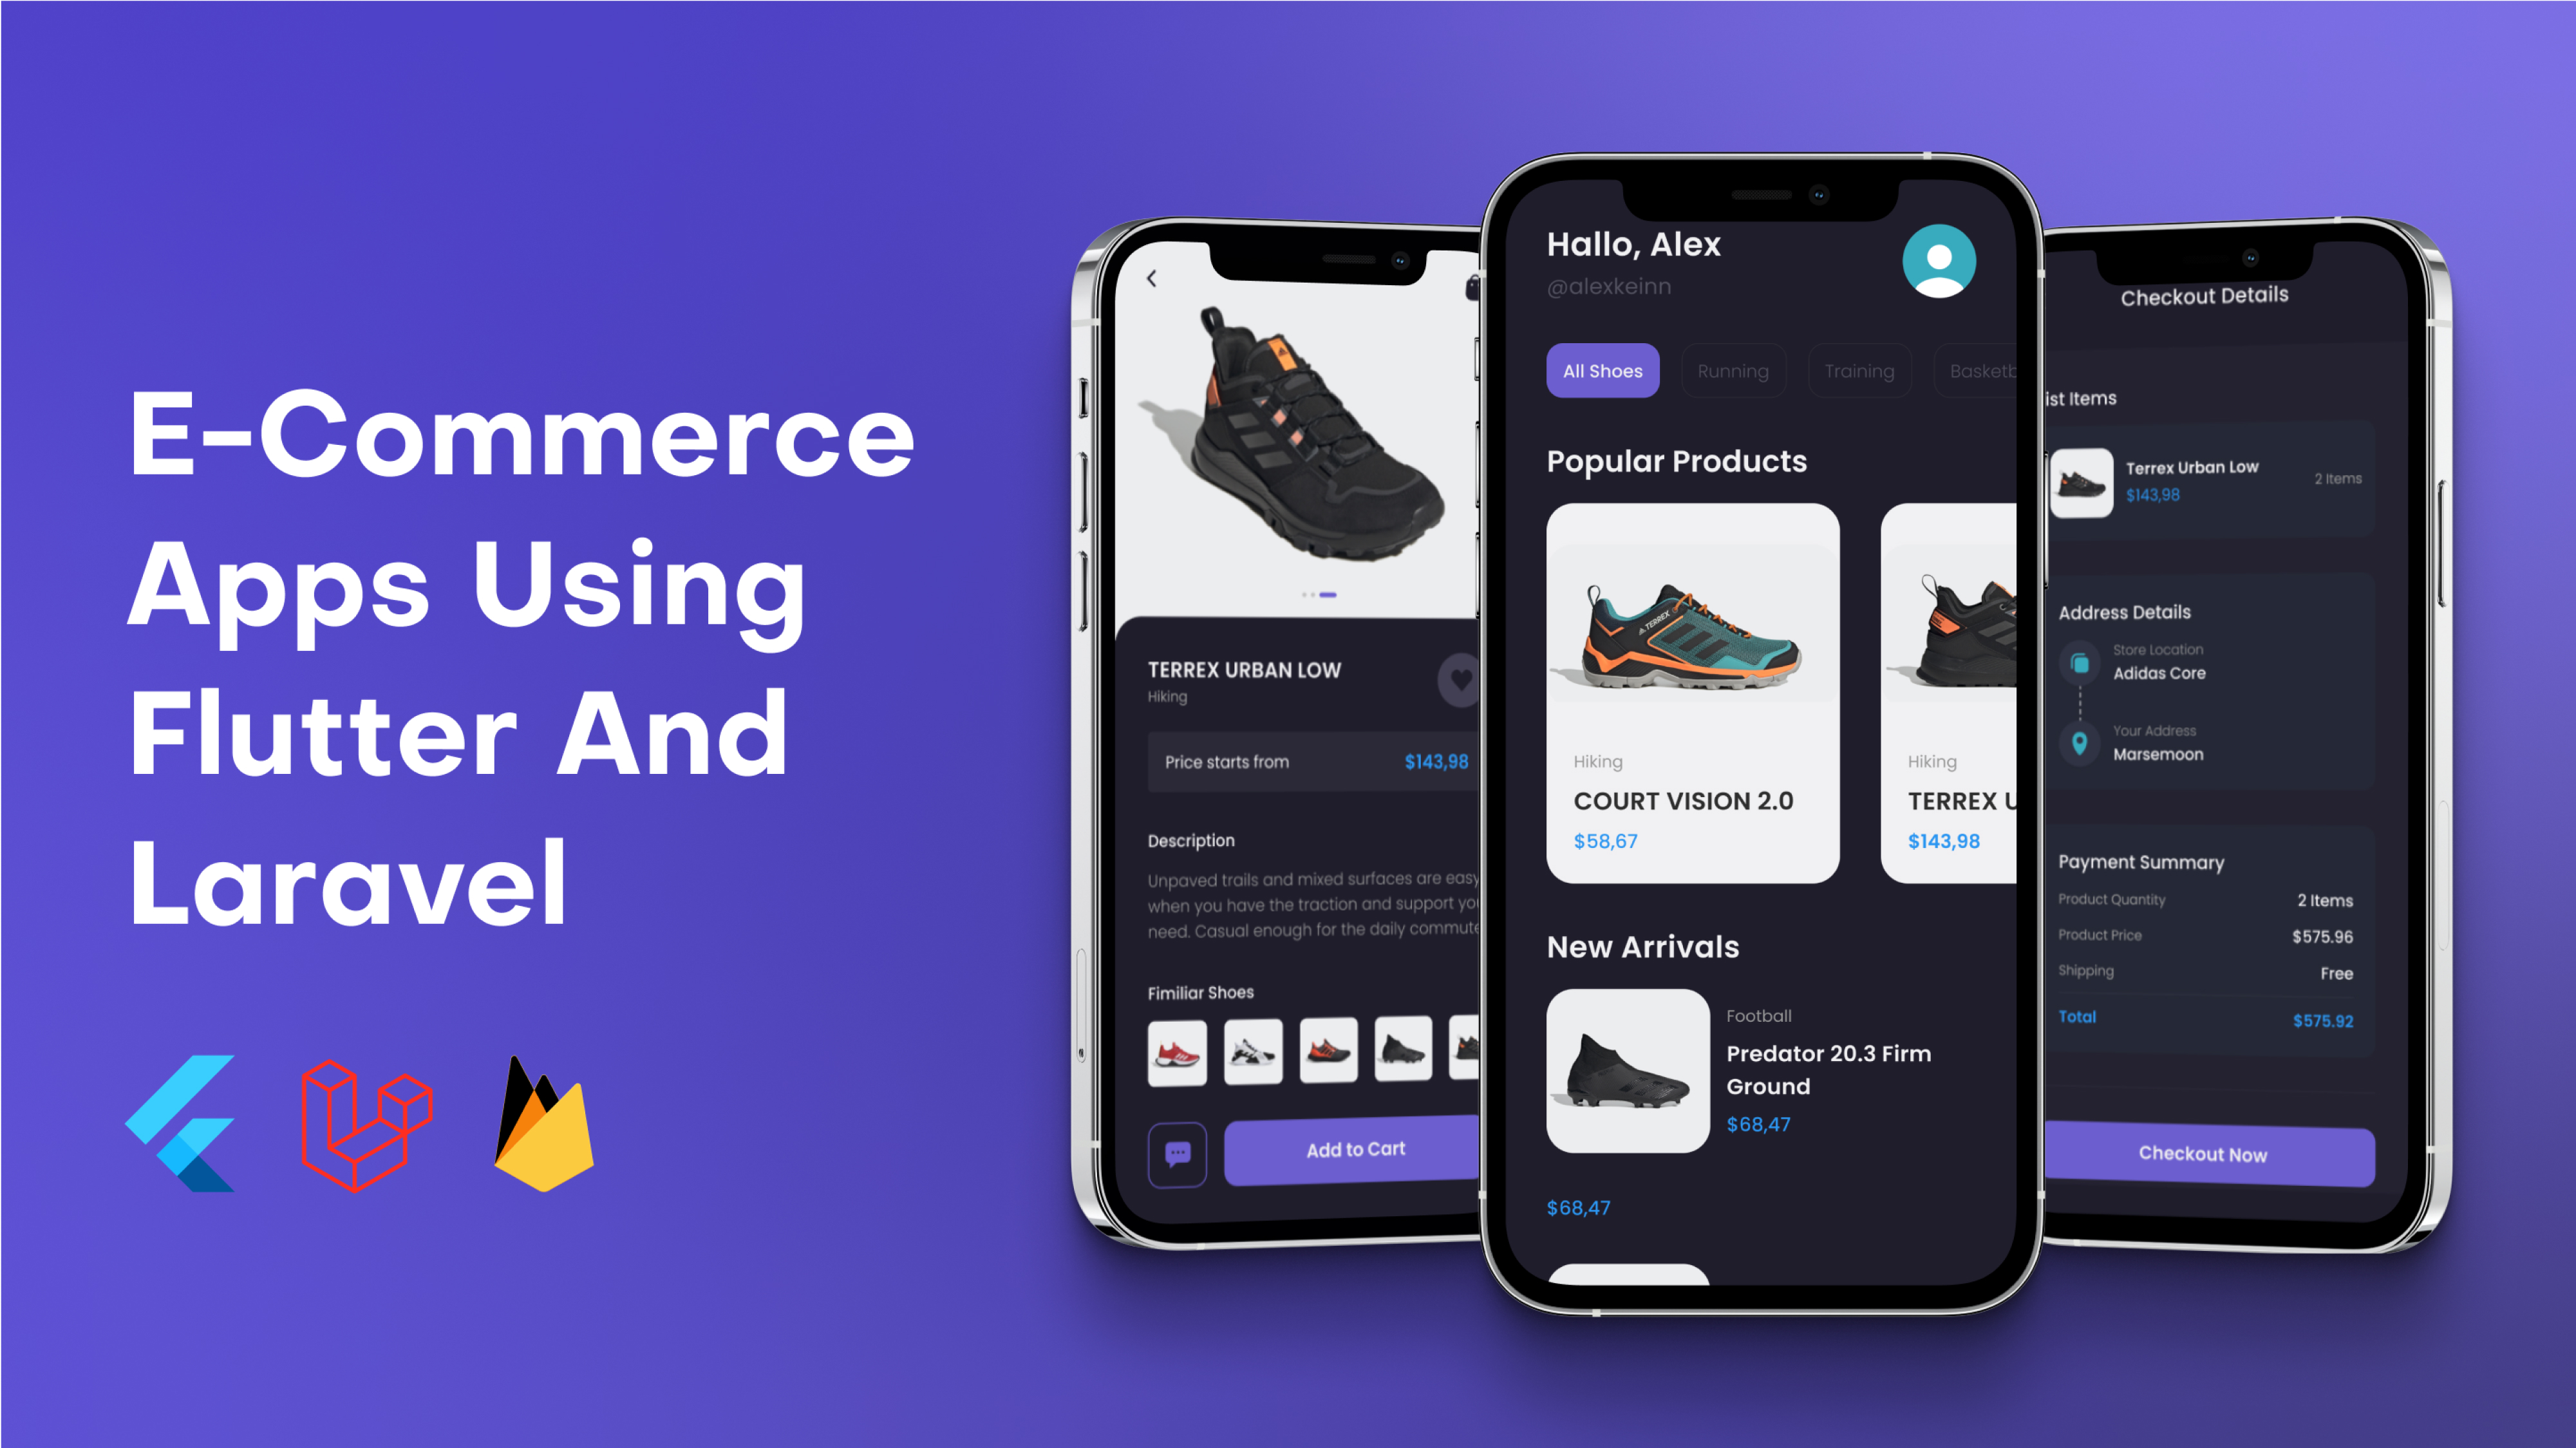 E-Commerce
Apps Using
Flutter And
Laravel
TERREX URBAN LOW
Hiking
Price starts from $143,98
Description
Unpaved trails and mixed surfaces are easy
when you have the traction and support you
need. Casual enough for the daily commute
Fimiliar Shoes
Add to Cart
Hallo, Alex
@alexkeinn
All Shoes Running Training Basketb
Popular Products
TERREX
Hiking
COURT VISION 2.0
$58,67
Hiking
TERREX U
$143,98
New Arrivals
Football
Predator 20.3 Firm
Ground
$68,47
$68,47
Checkout Details
ist Items
Terrex Urban Low
$143,98
2 Items
Address Details
Store Location
Adidas Core
Your Address
Marsemoon
Payment Summary
Product Quantity 2 Items
Product Price $575.96
Shipping Free
Total $575.92
Checkout Now